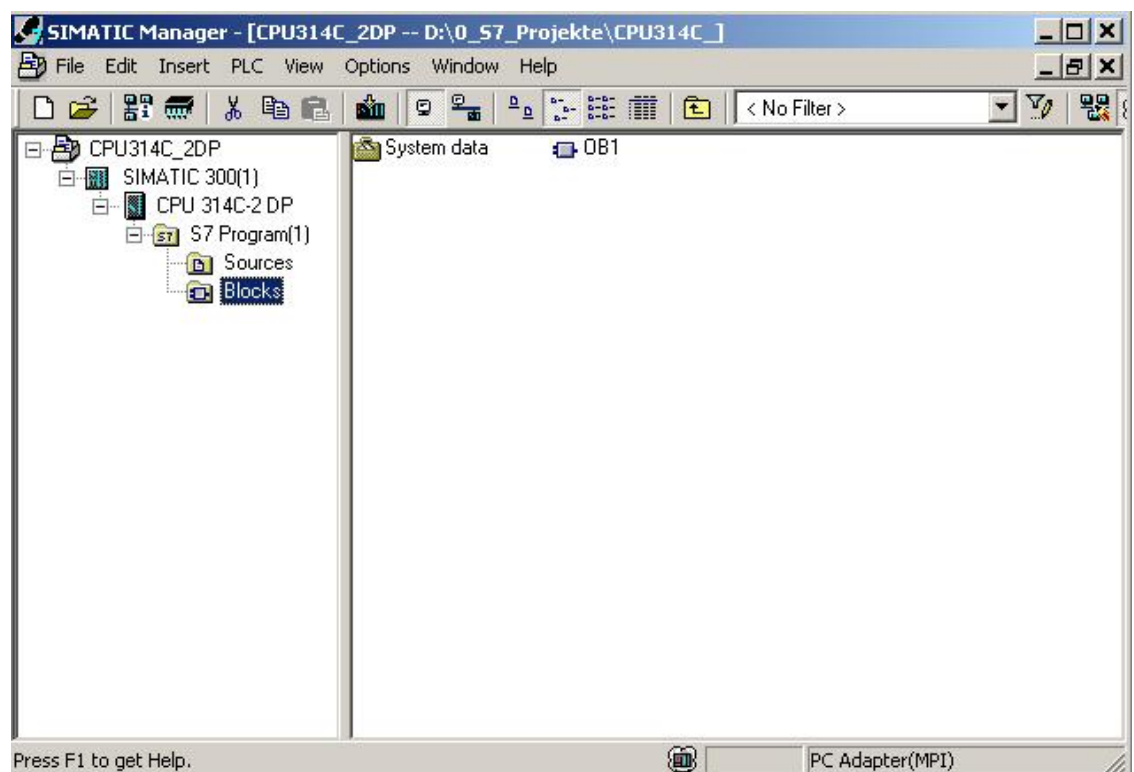 SIMATIC Manager - [CPU314C_2DP -- D:\0_S7_Projekte\CPU314C_]
File Edit Insert PLC View Options Window Help
< No Filter >
CPU314C_2DP
SIMATIC 300(1)
CPU 314C-2 DP
S7 Program(1)
Sources
Blocks
System data OB1
Press F1 to get Help. PC Adapter(MPI)